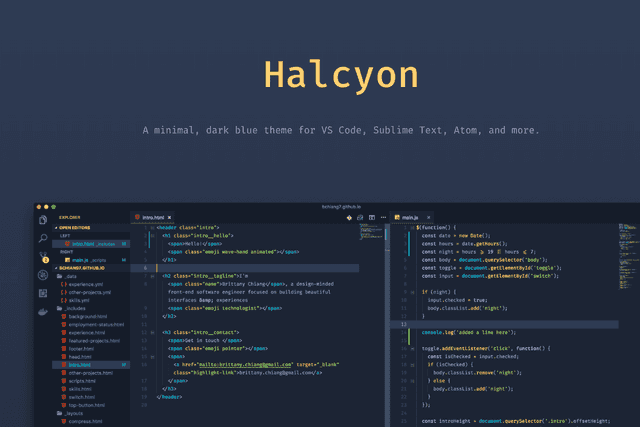 Halcyon
A minimal, dark blue theme for VS Code, Sublime Text, Atom, and more.
bchiang7.github.io
EXPLORER
OPEN EDITORS
LEFT
intro.html _includes
RIGHT
main.js _scripts
BCHIANG7.GITHUB.IO
_data
experience.yml
projects.yml
skills.yml
_includes
background.html
employment-status.html
experience.html
featured-projects.html
footer.html
head.html
intro.html
other-projects.html
scripts.html
skills.html
switch.html
top-button.html
_layouts
compress.html
intro.html
<header class="intro">
<h1 class="intro__hello">
<span>Hello!</span>
<span class="emoji wave-hand animated"></span>
</h1>
<h2 class="intro__tagline">I'm
<span class="name">Brittany Chiang</span>, a design-minded
front-end software engineer focused on building beautiful
interfaces &amp; experiences
<span class="emoji technologist"></span>
</h2>
<h3 class="intro__contact">
<span>Get in touch </span>
<span class="emoji pointer"></span>
<span>
<a href="mailto:brittany.chiang@gmail.com" target="_blank"
class="highlight-link">brittany.chiang@gmail.com</a>
</span>
</h3>
</header>
main.js
$(function() {
const date = new Date();
const hours = date.getHours();
const body = document.querySelector('body');
const toggle = document.getElementById('toggle');
const input = document.getElementById('switch');
if (night) {
input.checked = true;
body.classList.add('night');
}
console.log('added a line here');
toggle.addEventListener('click', function() {
const isChecked = input.checked;
if (isChecked) {
body.classList.remove('night');
} else {
body.classList.add('night');
}
});
const introHeight = document.querySelector('.intro').offsetHeight;